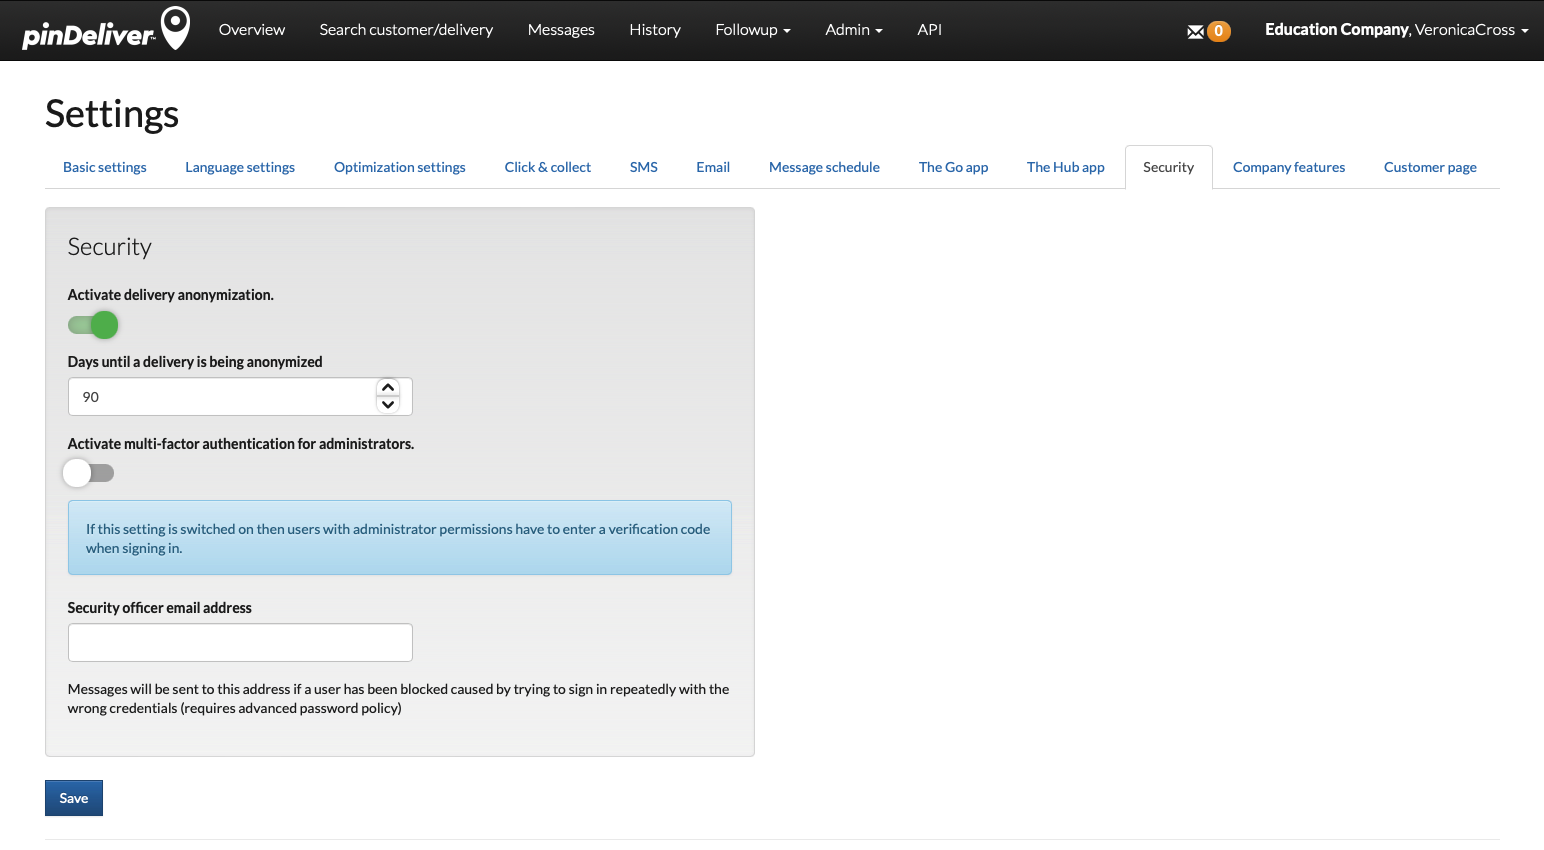 pinDeliver™ Overview Search customer/delivery Messages History Followup Admin API 0 Education Company, VeronicaCross
Settings
Basic settings Language settings Optimization settings Click & collect SMS Email Message schedule The Go app The Hub app Security Company features Customer page
Security
Activate delivery anonymization.
Days until a delivery is being anonymized
90
Activate multi-factor authentication for administrators.
If this setting is switched on then users with administrator permissions have to enter a verification code
when signing in.
Security officer email address
Messages will be sent to this address if a user has been blocked caused by trying to sign in repeatedly with the
wrong credentials (requires advanced password policy)
Save